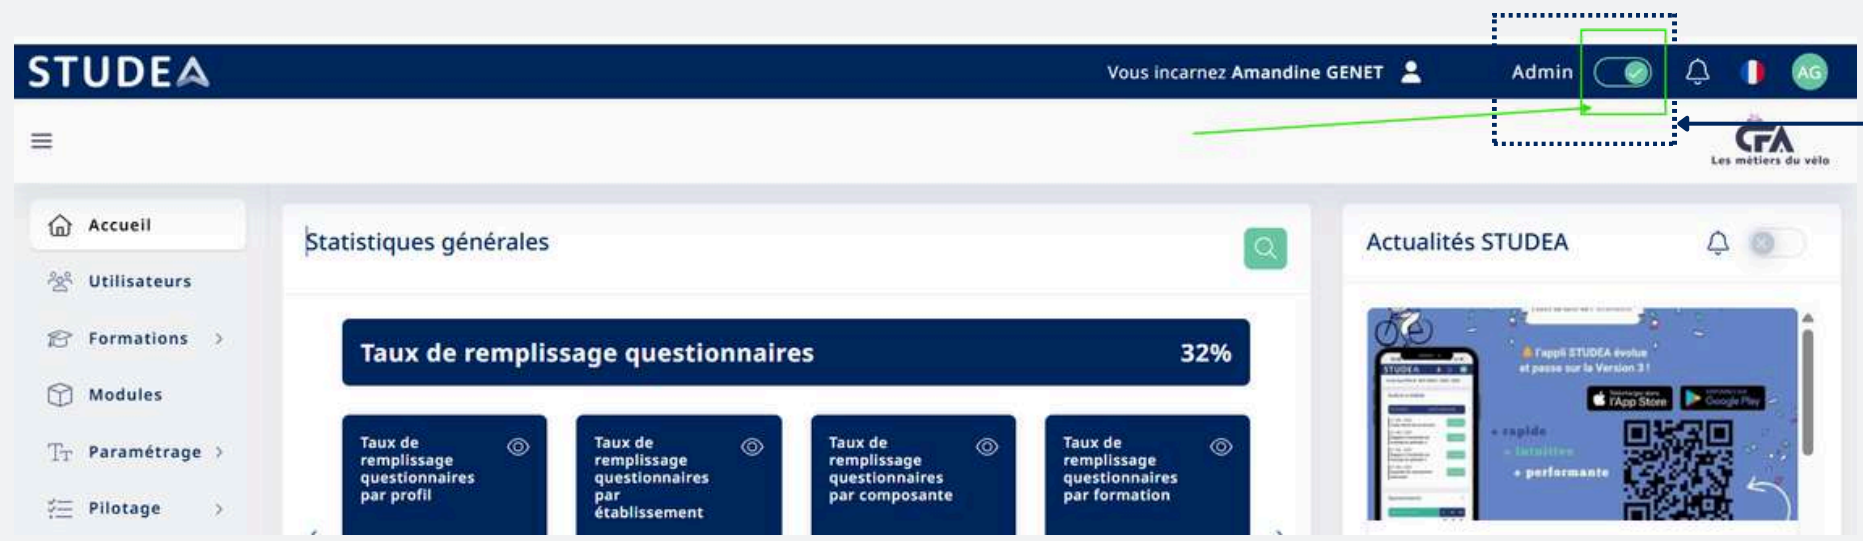 STUDEA
Vous incarnez Amandine GENET
Admin
AG
CFA
Les métiers du vélo
Accueil
Utilisateurs
Formations
Modules
Paramétrage
Pilotage
Statistiques générales
Taux de remplissage questionnaires 32%
Taux de
remplissage
questionnaires
par profil
Taux de
remplissage
questionnaires
par
établissement
Taux de
remplissage
questionnaires
par composante
Taux de
remplissage
questionnaires
par formation
Actualités STUDEA
l'appli STUDEA évolue
et passe sur la Version 3 !
l'App Store
Google Play
STUDEA
+ rapide
+ intuitive
+ performante